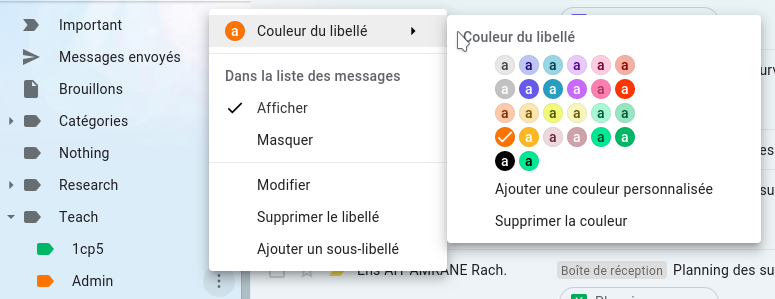 Important
Messages envoyés
Brouillons
Catégories
Nothing
Research
Teach
1cp5
Admin
a Couleur du libellé
Dans la liste des messages
Afficher
Masquer
Modifier
Supprimer le libellé
Ajouter un sous-libellé
Couleur du libellé
a a a a a a
a a a a a a
a a a a a a
a a a a a
a a
Ajouter une couleur personnalisée
Supprimer la couleur
RANE Rach.
Boîte de réception Planning des su